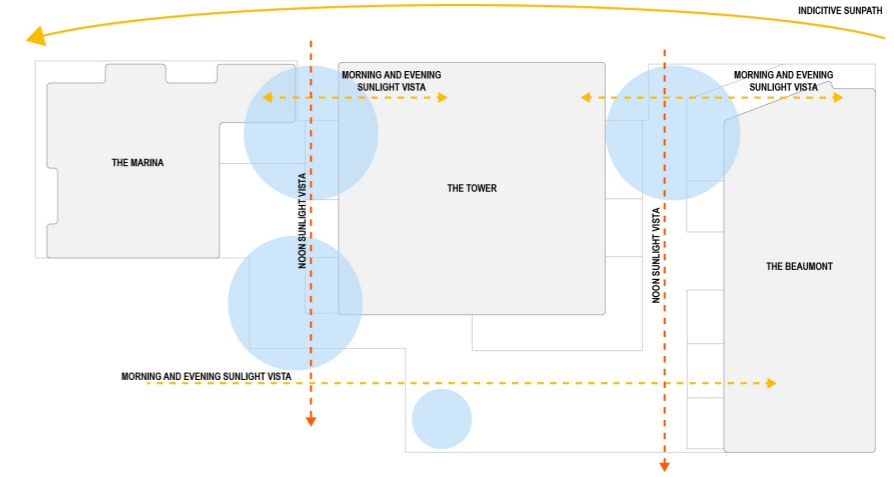 INDICITIVE SUNPATH
MORNING AND EVENING
SUNLIGHT VISTA
MORNING AND EVENING
SUNLIGHT VISTA
THE MARINA
THE TOWER
NOON SUNLIGHT VISTA
NOON SUNLIGHT VISTA
THE BEAUMONT
MORNING AND EVENING SUNLIGHT VISTA